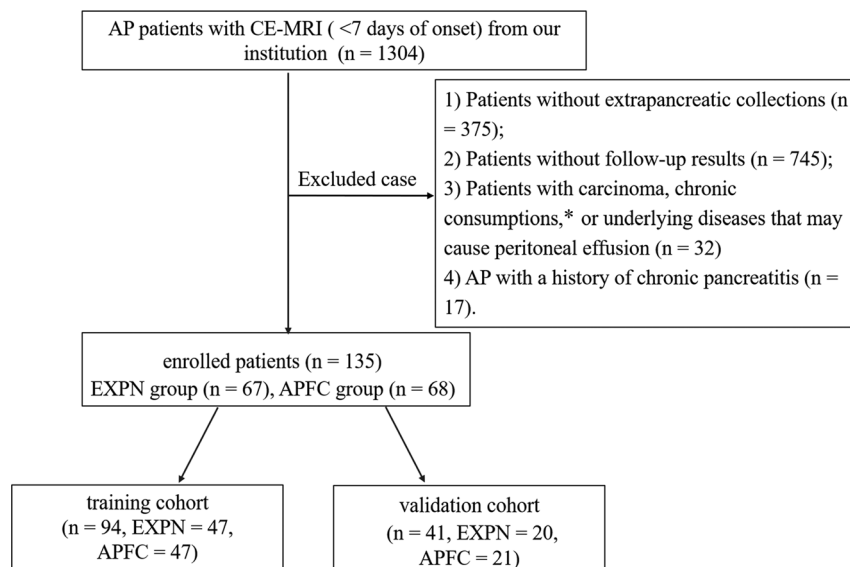 AP patients with CE-MRI ( <7 days of onset) from our
institution (n = 1304)
1) Patients without extrapancreatic collections (n
= 375);
2) Patients without follow-up results (n = 745);
Excluded case
3) Patients with carcinoma, chronic
consumptions,* or underlying diseases that may
cause peritoneal effusion (n = 32)
4) AP with a history of chronic pancreatitis (n =
17).
enrolled patients (n = 135)
EXPN group (n = 67), APFC group (n = 68)
training cohort
(n = 94, EXPN = 47,
APFC = 47)
validation cohort
(n = 41, EXPN = 20,
APFC = 21)